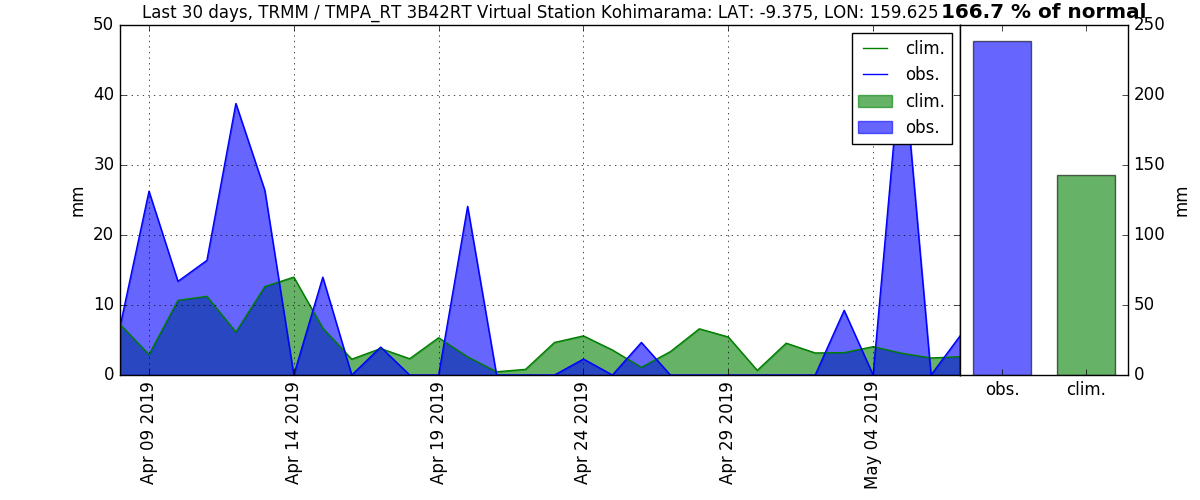 Last 30 days, TRMM / TMPA_RT 3B42RT Virtual Station Kohimarama: LAT: -9.375, LON: 159.625
166.7 % of normal
50
40
30
20
10
0
mm
clim.
obs.
clim.
obs.
250
200
150
100
50
0
mm
Apr 09 2019
Apr 14 2019
Apr 19 2019
Apr 24 2019
Apr 29 2019
May 04 2019
obs.
clim.